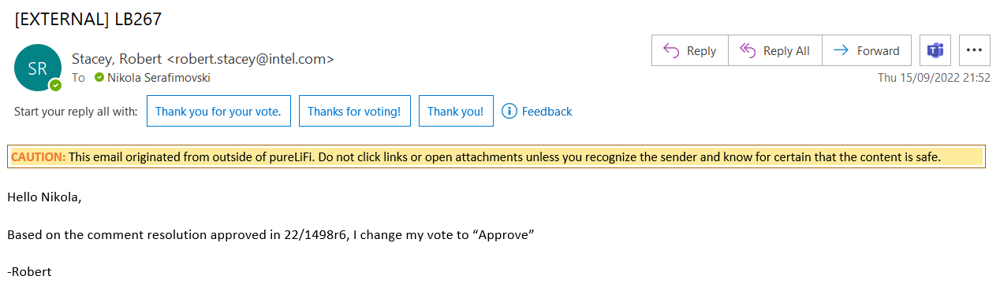 [EXTERNAL] LB267
SR
Stacey, Robert <robert.stacey@intel.com>
To Nikola Serafimovski
Reply
Reply All
Forward
Thu 15/09/2022 21:52
Start your reply all with:
Thank you for your vote.
Thanks for voting!
Thank you!
Feedback
CAUTION: This email originated from outside of pureLiFi. Do not click links or open attachments unless you recognize the sender and know for certain that the content is safe.
Hello Nikola,
Based on the comment resolution approved in 22/1498r6, I change my vote to “Approve”
-Robert